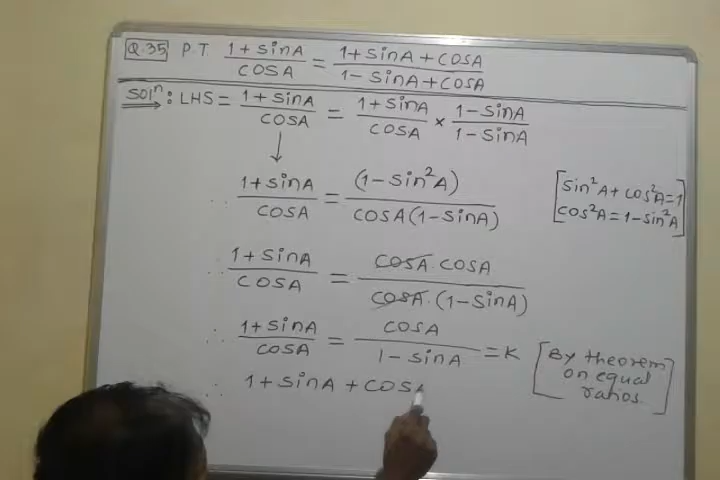 Q.35 P.T. (1+sinA)/(COSA) = (1+sinA+COSA)/(1-sinA+COSA)
Solⁿ: LHS = (1+sinA)/(COSA) = (1+sinA)/(COSA) × (1-sinA)/(1-sinA)
↓
∴ (1+sinA)/(COSA) = (1-sin²A)/(COSA(1-sinA)) [sin²A+cos²A=1
cos²A=1-sin²A]
∴ (1+sinA)/(COSA) = (COSA.COSA)/(COSA.(1-sinA))
∴ (1+sinA)/(COSA) = (COSA)/(1-sinA) = K [By theorem
on equal
ratios.]
∴ 1+sinA+COSA